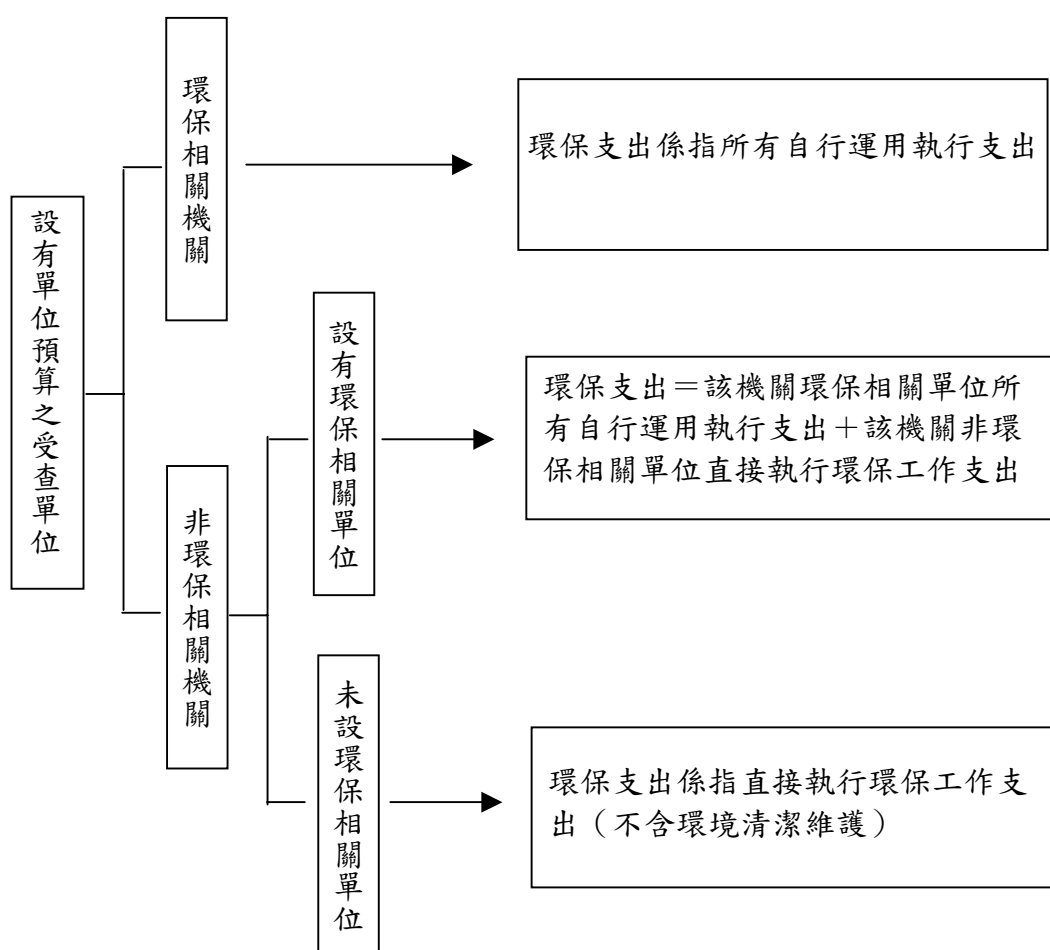 設有單位預算之受查單位
環保相關機關
環保支出係指所有自行運用執行支出
非環保相關機關
設有環保相關單位
環保支出＝該機關環保相關單位所
有自行運用執行支出＋該機關非環
保相關單位直接執行環保工作支出
未設環保相關單位
環保支出係指直接執行環保工作支
出（不含環境清潔維護）